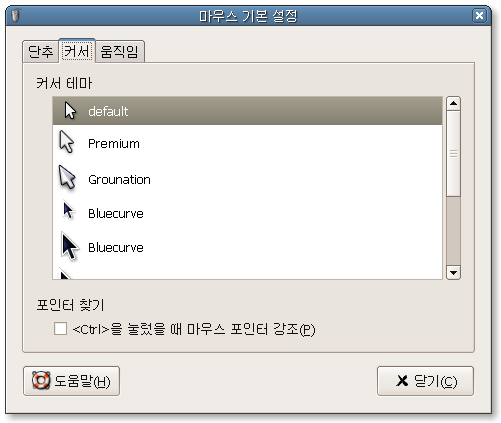 마우스 기본 설정
단추 커서 움직임
커서 테마
default
Premium
Grounation
Bluecurve
Bluecurve
포인터 찾기
<Ctrl>을 눌렀을 때 마우스 포인터 강조(P)
도움말(H) 닫기(C)